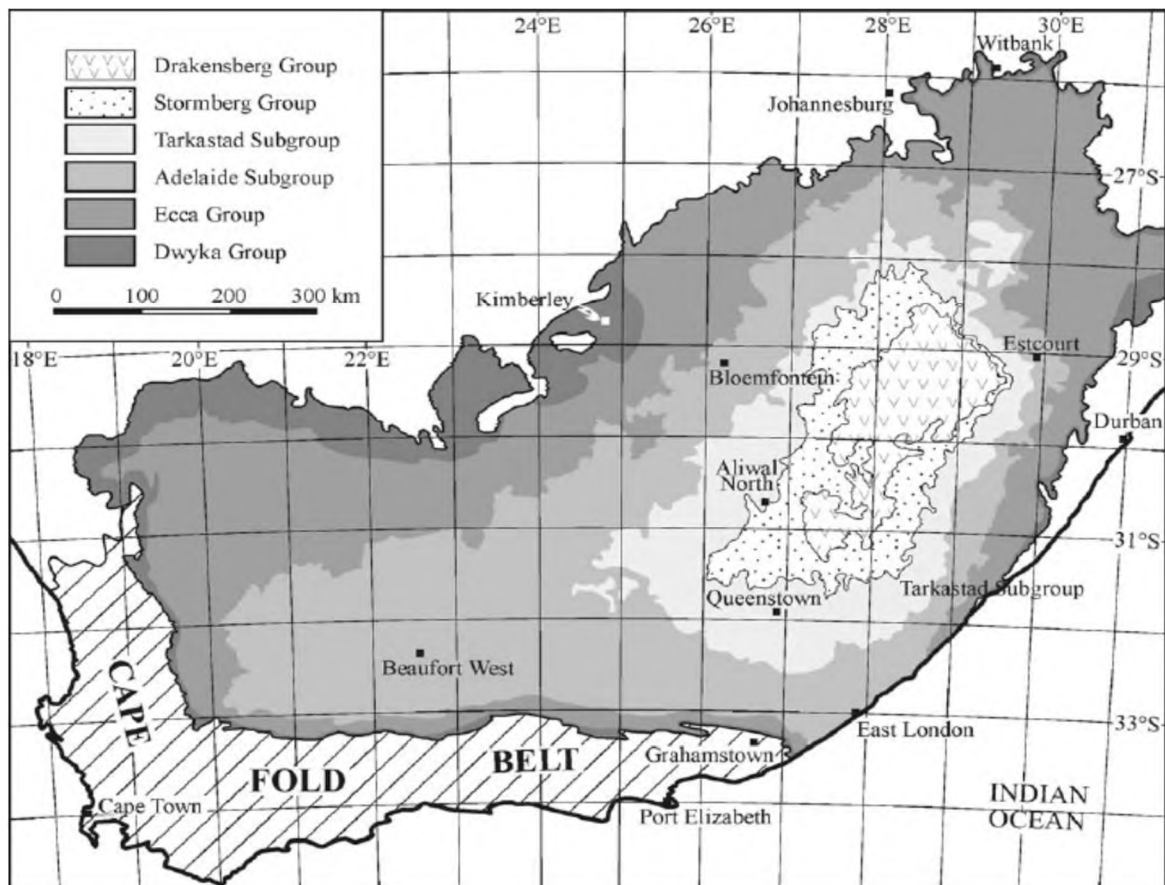 24°E
26°E
28°E
30°E
Witbank
Drakensberg Group
Stormberg Group
Tarkastad Subgroup
Adelaide Subgroup
Ecca Group
Dwyka Group
0 100 200 300 km
Johannesburg
27°S
Kimberley
18°E
20°E
22°E
Bloemfontein
Estcourt
29°S
Durban
Aliwal
North
31°S
Queenstown
Tarkastad Subgroup
Beaufort West
CAPE
FOLD
BELT
33°S
East London
Grahamstown
Cape Town
Port Elizabeth
INDIAN
OCEAN